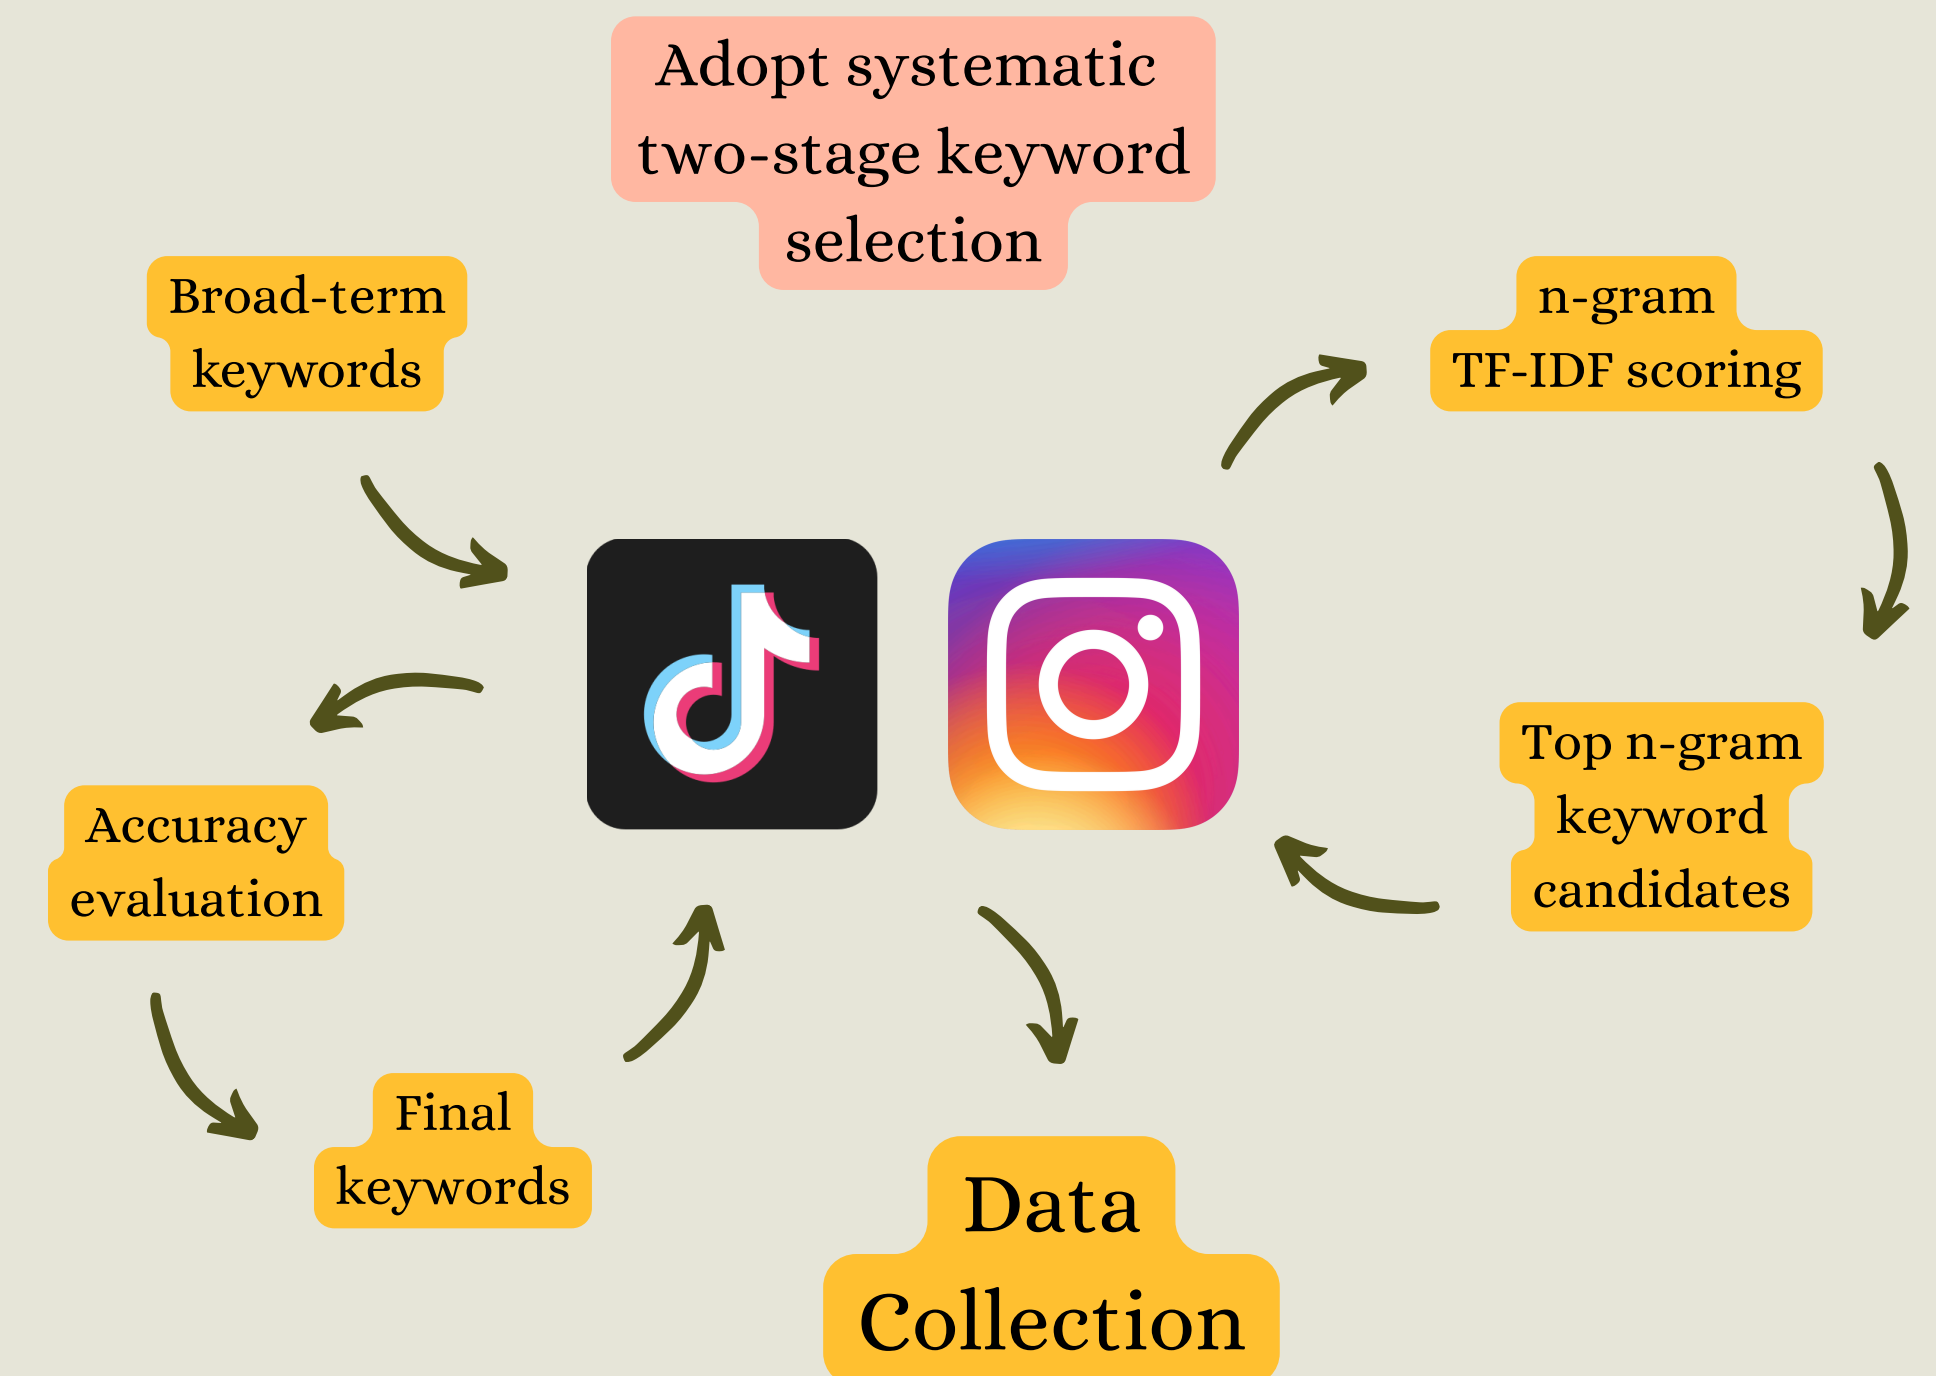 Adopt systematic
two-stage keyword
selection
Broad-term
keywords
n-gram
TF-IDF scoring
Top n-gram
keyword
candidates
Accuracy
evaluation
Final
keywords
Data
Collection